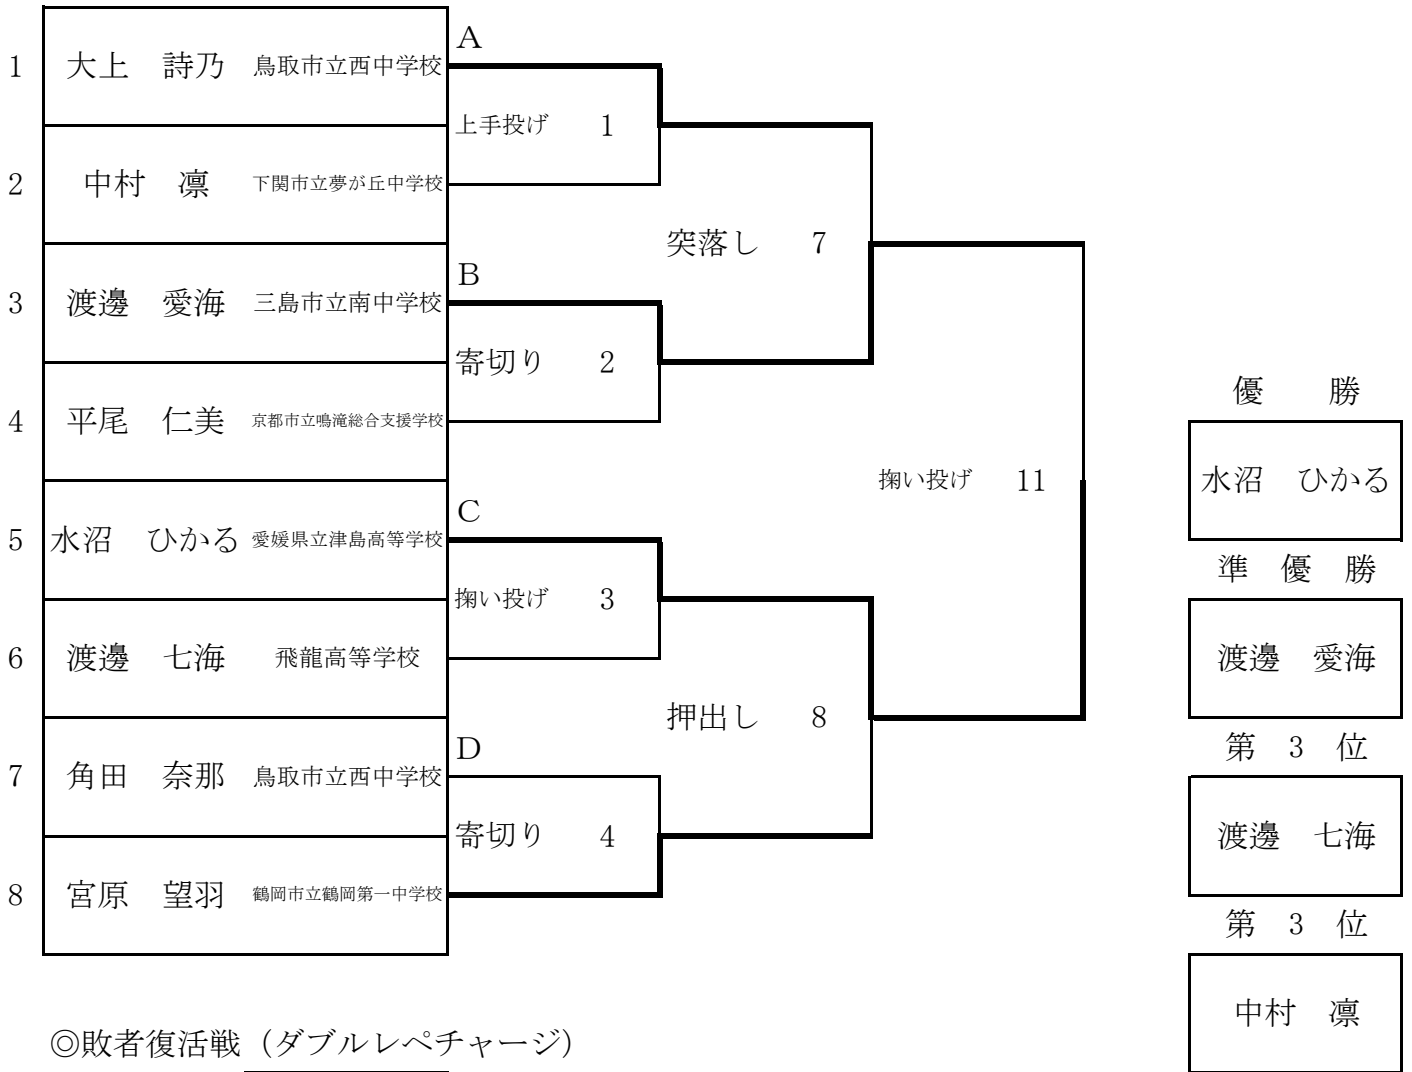 A
1 大上 詩乃 鳥取市立西中学校
上手投げ 1
2 中村 凛 下関市立夢が丘中学校
突落し 7
B
3 渡邊 愛海 三島市立南中学校
寄切り 2
4 平尾 仁美 京都市立鳴滝総合支援学校
掬い投げ 11
C
5 水沼 ひかる 愛媛県立津島高等学校
掬い投げ 3
6 渡邊 七海 飛龍高等学校
押出し 8
D
7 角田 奈那 鳥取市立西中学校
寄切り 4
8 宮原 望羽 鶴岡市立鶴岡第一中学校
優 勝
水沼 ひかる
準 優 勝
渡邊 愛海
第 3 位
渡邊 七海
第 3 位
中村 凛
◎敗者復活戦（ダブルレペチャージ）